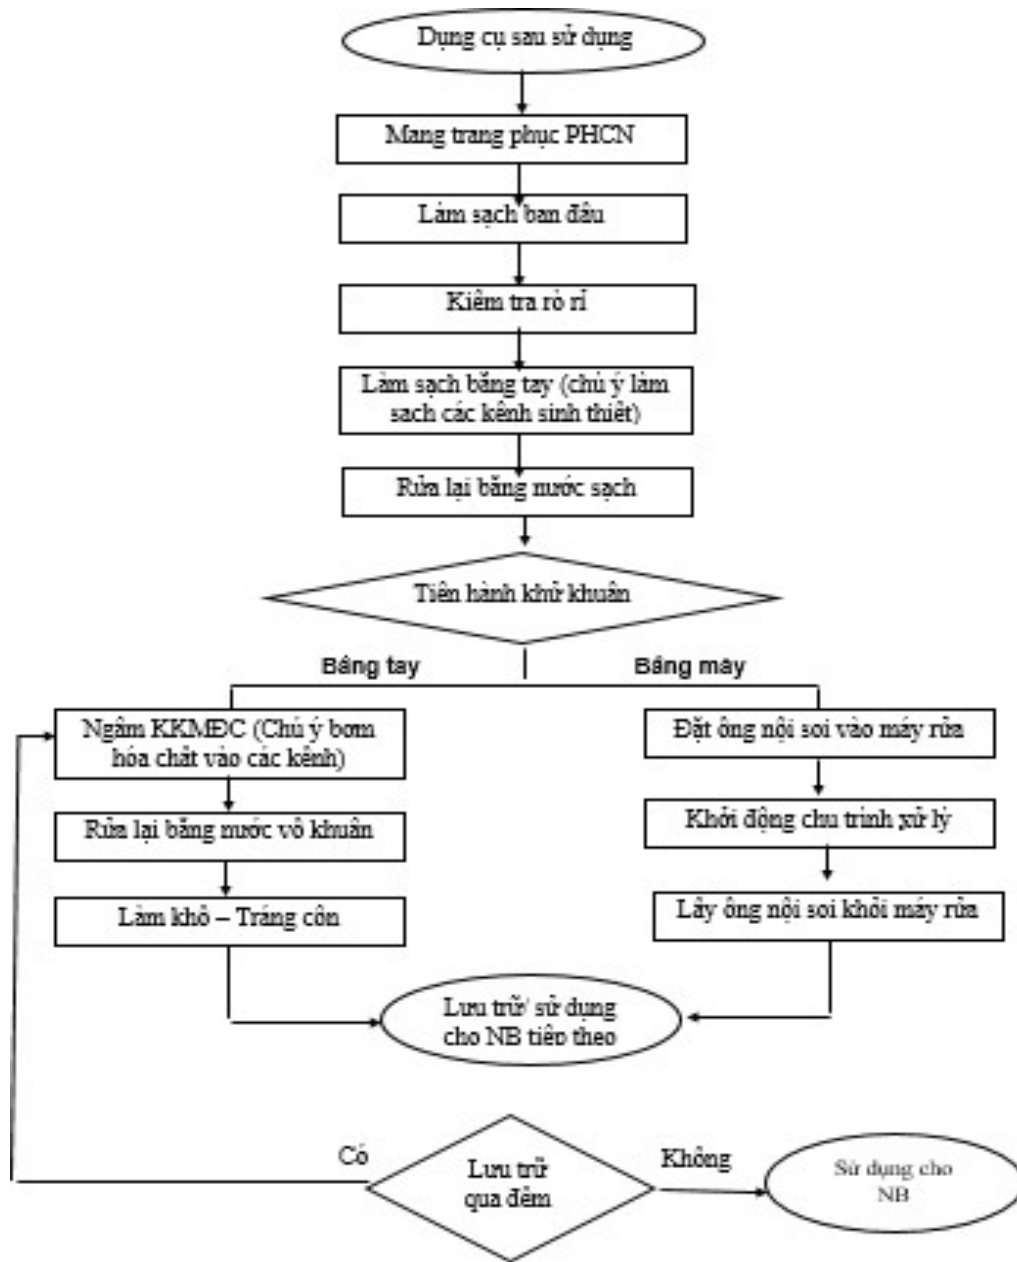 Dụng cụ sau sử dụng
Mang trang phục PHCN
Làm sạch ban đầu
Kiểm tra rò rỉ
Làm sạch bằng tay (chú ý làm
sạch các kênh sinh thiết)
Rửa lại bằng nước sạch
Tiến hành khử khuẩn
Bằng tay
Bằng máy
Ngâm KKMĐC (Chú ý bơm
hóa chất vào các kênh)
Rửa lại bằng nước vô khuẩn
Làm khô – Tráng cồn
Đặt ống nội soi vào máy rửa
Khởi động chu trình xử lý
Lấy ống nội soi khỏi máy rửa
Lưu trữ/ sử dụng
cho NB tiếp theo
Có
Lưu trữ
qua đêm
Không
Sử dụng cho
NB